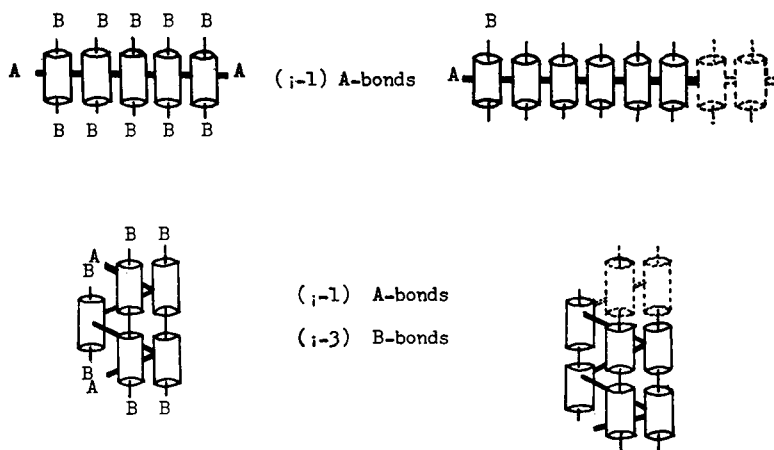 B B B B B B
A A (i-1) A-bonds A
B B B B B
B B
A
B
(i-1) A-bonds
(i-3) B-bonds
B
A
B B